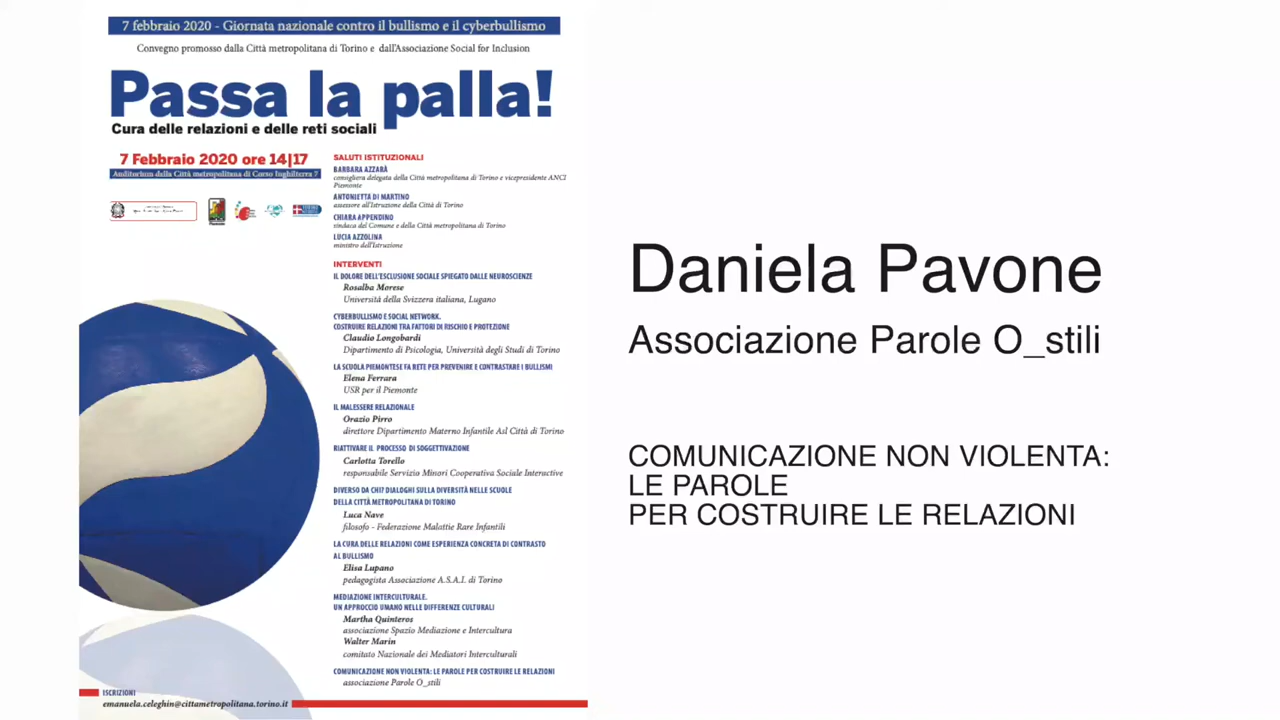 7 febbraio 2020 - Giornata nazionale contro il bullismo e il cyberbullismo
Convegno promosso dalla Città metropolitana di Torino e dall'Associazione Social for Inclusion
Passa la palla!
Cura delle relazioni e delle reti sociali
7 Febbraio 2020 ore 14|17
Auditorium della Città metropolitana di Corso Inghilterra 7
SALUTI ISTITUZIONALI
BARBARA AZZARÀ
consigliera delegata della Città metropolitana di Torino e vicepresidente ANCI
Piemonte
ANTONIETTA DI MARTINO
assessore all'Istruzione della Città di Torino
CHIARA APPENDINO
sindaca del Comune e della Città metropolitana di Torino
LUCIA AZZOLINA
ministro dell'Istruzione
INTERVENTI
IL DOLORE DELL'ESCLUSIONE SOCIALE SPIEGATO DALLE NEUROSCIENZE
Rosalba Morese
Università della Svizzera italiana, Lugano
CYBERBULLISMO E SOCIAL NETWORK.
COSTRUIRE RELAZIONI TRA FATTORI DI RISCHIO E PROTEZIONE
Claudio Longobardi
Dipartimento di Psicologia, Università degli Studi di Torino
LA SCUOLA PIEMONTESE FA RETE PER PREVENIRE E CONTRASTARE I BULLISMI
Elena Ferrara
USR per il Piemonte
IL MALESSERE RELAZIONALE
Orazio Pirro
direttore Dipartimento Materno Infantile Asl Città di Torino
RIATTIVARE IL PROCESSO DI SOGGETTIVAZIONE
Carlotta Torello
responsabile Servizio Minori Cooperativa Sociale Interactive
DIVERSO DA CHI? DIALOGHI SULLA DIVERSITÀ NELLE SCUOLE
DELLA CITTÀ METROPOLITANA DI TORINO
Luca Nave
filosofo - Federazione Malattie Rare Infantili
LA CURA DELLE RELAZIONI COME ESPERIENZA CONCRETA DI CONTRASTO
AL BULLISMO
Elisa Lupano
pedagogista Associazione A.S.A.I. di Torino
MEDIAZIONE INTERCULTURALE.
UN APPROCCIO UMANO NELLE DIFFERENZE CULTURALI
Martha Quinteros
associazione Spazio Mediazione e Intercultura
Walter Marin
comitato Nazionale dei Mediatori Interculturali
COMUNICAZIONE NON VIOLENTA: LE PAROLE PER COSTRUIRE LE RELAZIONI
associazione Parole O_stili
ISCRIZIONI
emanuela.celeghin@cittametropolitana.torino.it
Daniela Pavone
Associazione Parole O_stili
COMUNICAZIONE NON VIOLENTA:
LE PAROLE
PER COSTRUIRE LE RELAZIONI